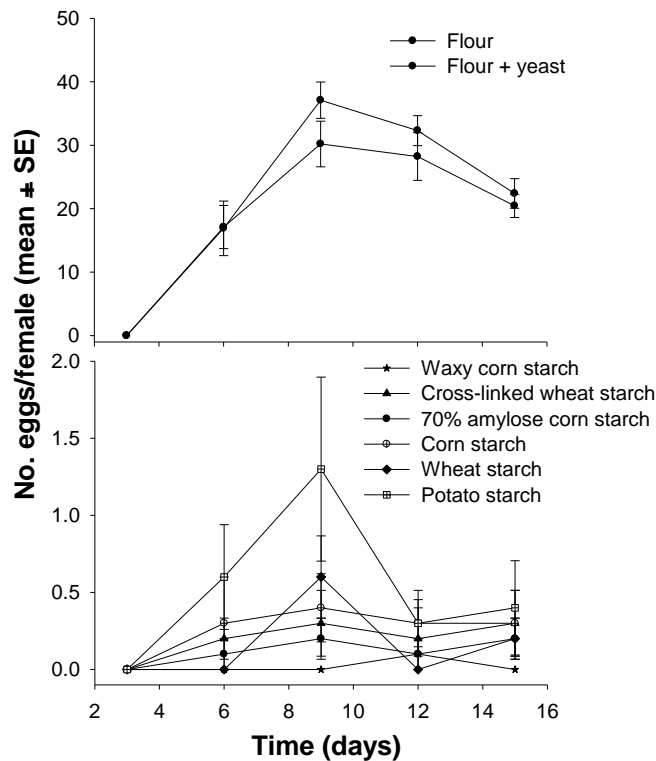 50
Flour
Flour + yeast
40
30
20
10
0
No. eggs/female (mean ± SE)
2.0
Waxy corn starch
Cross-linked wheat starch
70% amylose corn starch
Corn starch
Wheat starch
Potato starch
1.5
1.0
0.5
0.0
2 4 6 8 10 12 14 16
Time (days)